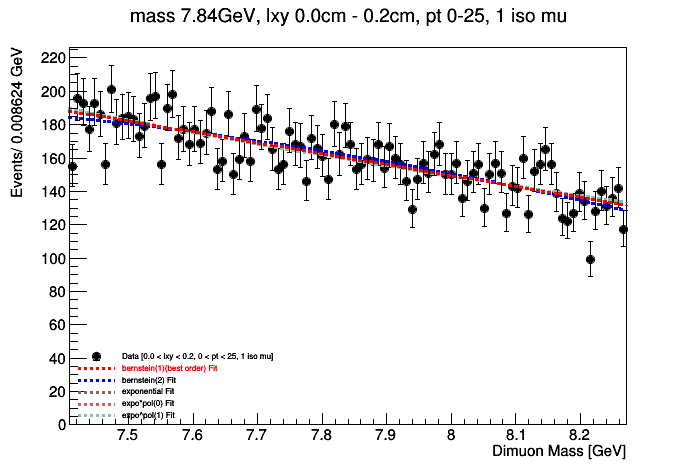 mass 7.84GeV, lxy 0.0cm - 0.2cm, pt 0-25, 1 iso mu
Events/ 0.008624 GeV
220
200
180
160
140
120
100
80
60
40
20
0
Data [0.0 < lxy < 0.2, 0 < pt < 25, 1 iso mu]
bernstein(1)(best order) Fit
bernstein(2) Fit
exponential Fit
expo*pol(0) Fit
expo*pol(1) Fit
7.5 7.6 7.7 7.8 7.9 8 8.1 8.2
Dimuon Mass [GeV]